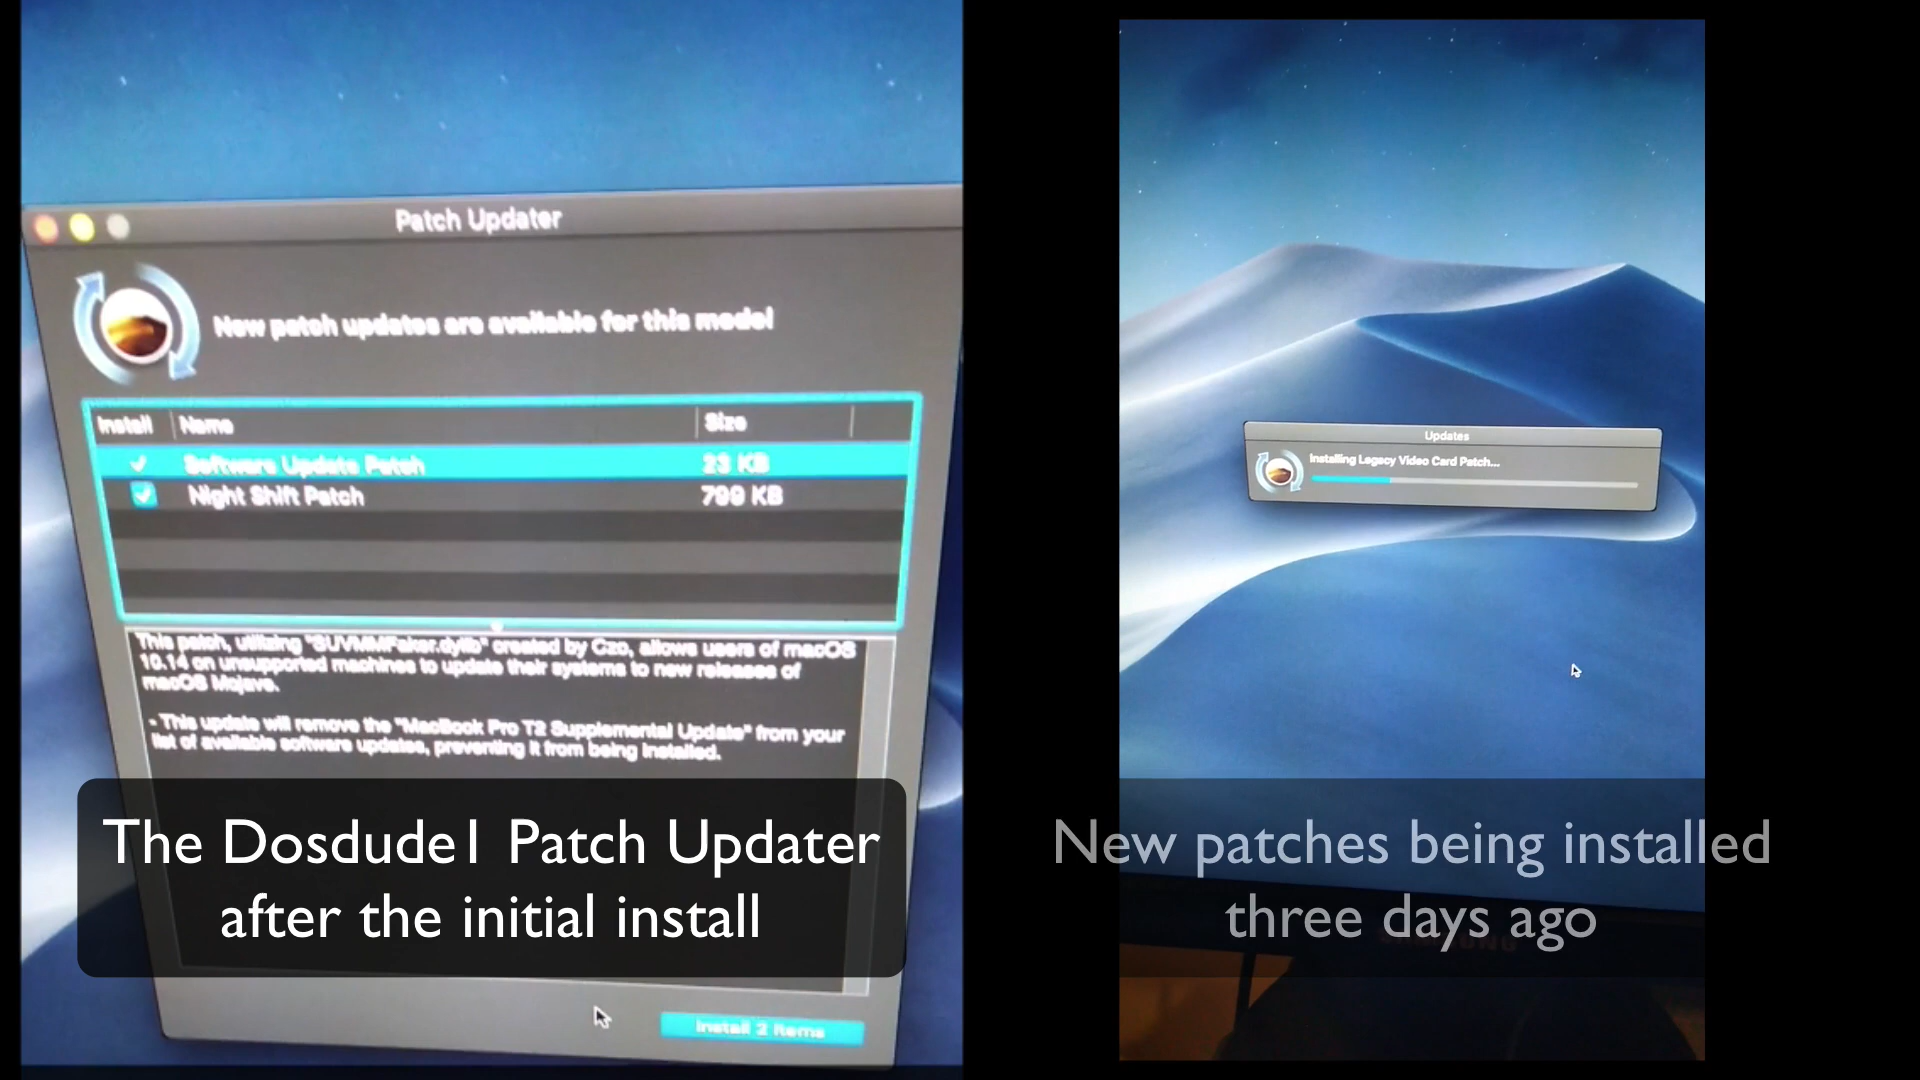 Patch Updater
New patch updates are available for this model
Install Name Size
Software Update Patch 23 KB
Night Shift Patch 799 KB
This patch, utilizing "SUVMMFaker.dylib" created by Czo, allows users of macOS
10.14 on unsupported machines to update their systems to new releases of
macOS Mojave.
- This update will remove the "MacBook Pro T2 Supplemental Update" from your
list of available software updates, preventing it from being installed.
Install 2 Items
The Dosdude1 Patch Updater
after the initial install
Updates
Installing Legacy Video Card Patch...
New patches being installed
three days ago
SAMSUNG